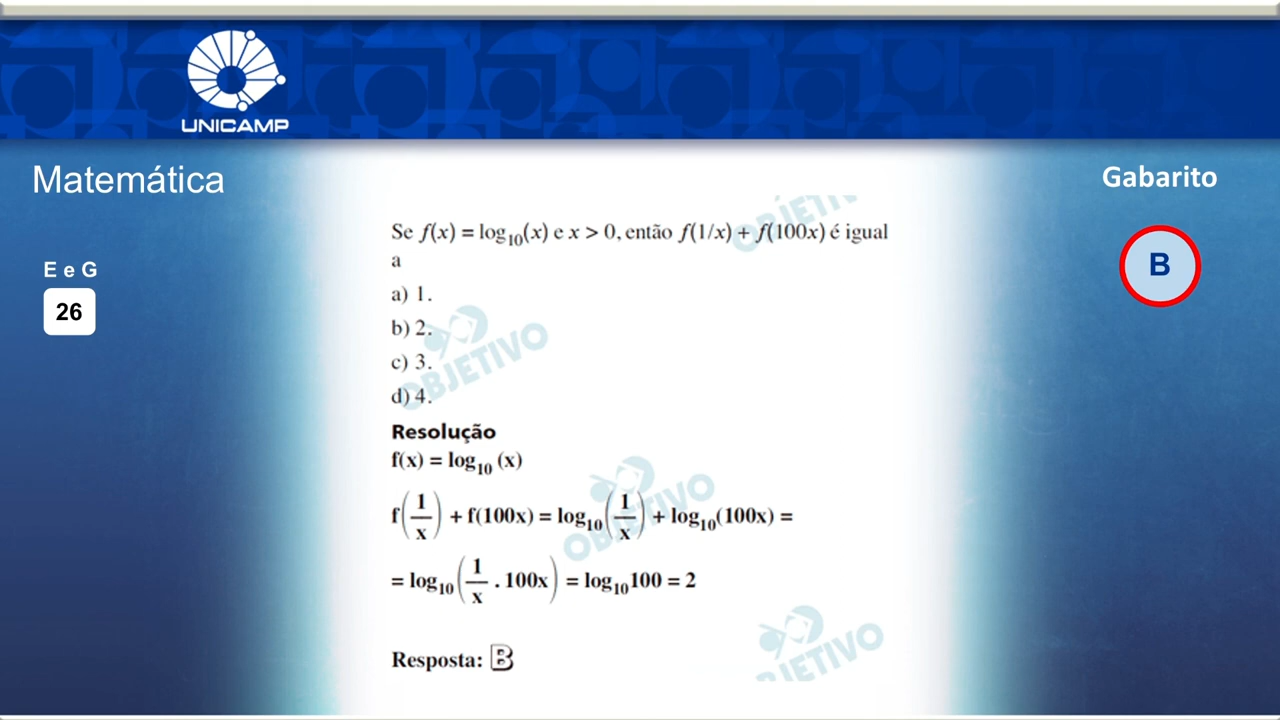 UNICAMP
Matemática
Gabarito
B
E e G
26
Se f(x) = log₁₀(x) e x > 0, então f(1/x) + f(100x) é igual
a
a) 1.
b) 2.
c) 3.
d) 4.
Resolução
f(x) = log₁₀ (x)
f(1/x) + f(100x) = log₁₀(1/x) + log₁₀(100x) =
= log₁₀(1/x . 100x) = log₁₀100 = 2
Resposta: B
OBJETIVO
OBJETIVO
OBJETIVO
OBJETIVO